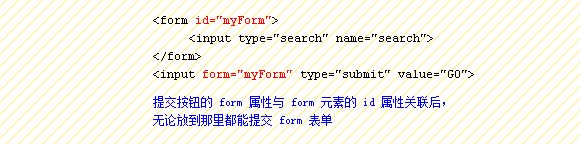 <form id="myForm">
<input type="search" name="search">
</form>
<input form="myForm" type="submit" value="GO">
提交按钮的 form 属性与 form 元素的 id 属性关联后，
无论放到那里都能提交 form 表单